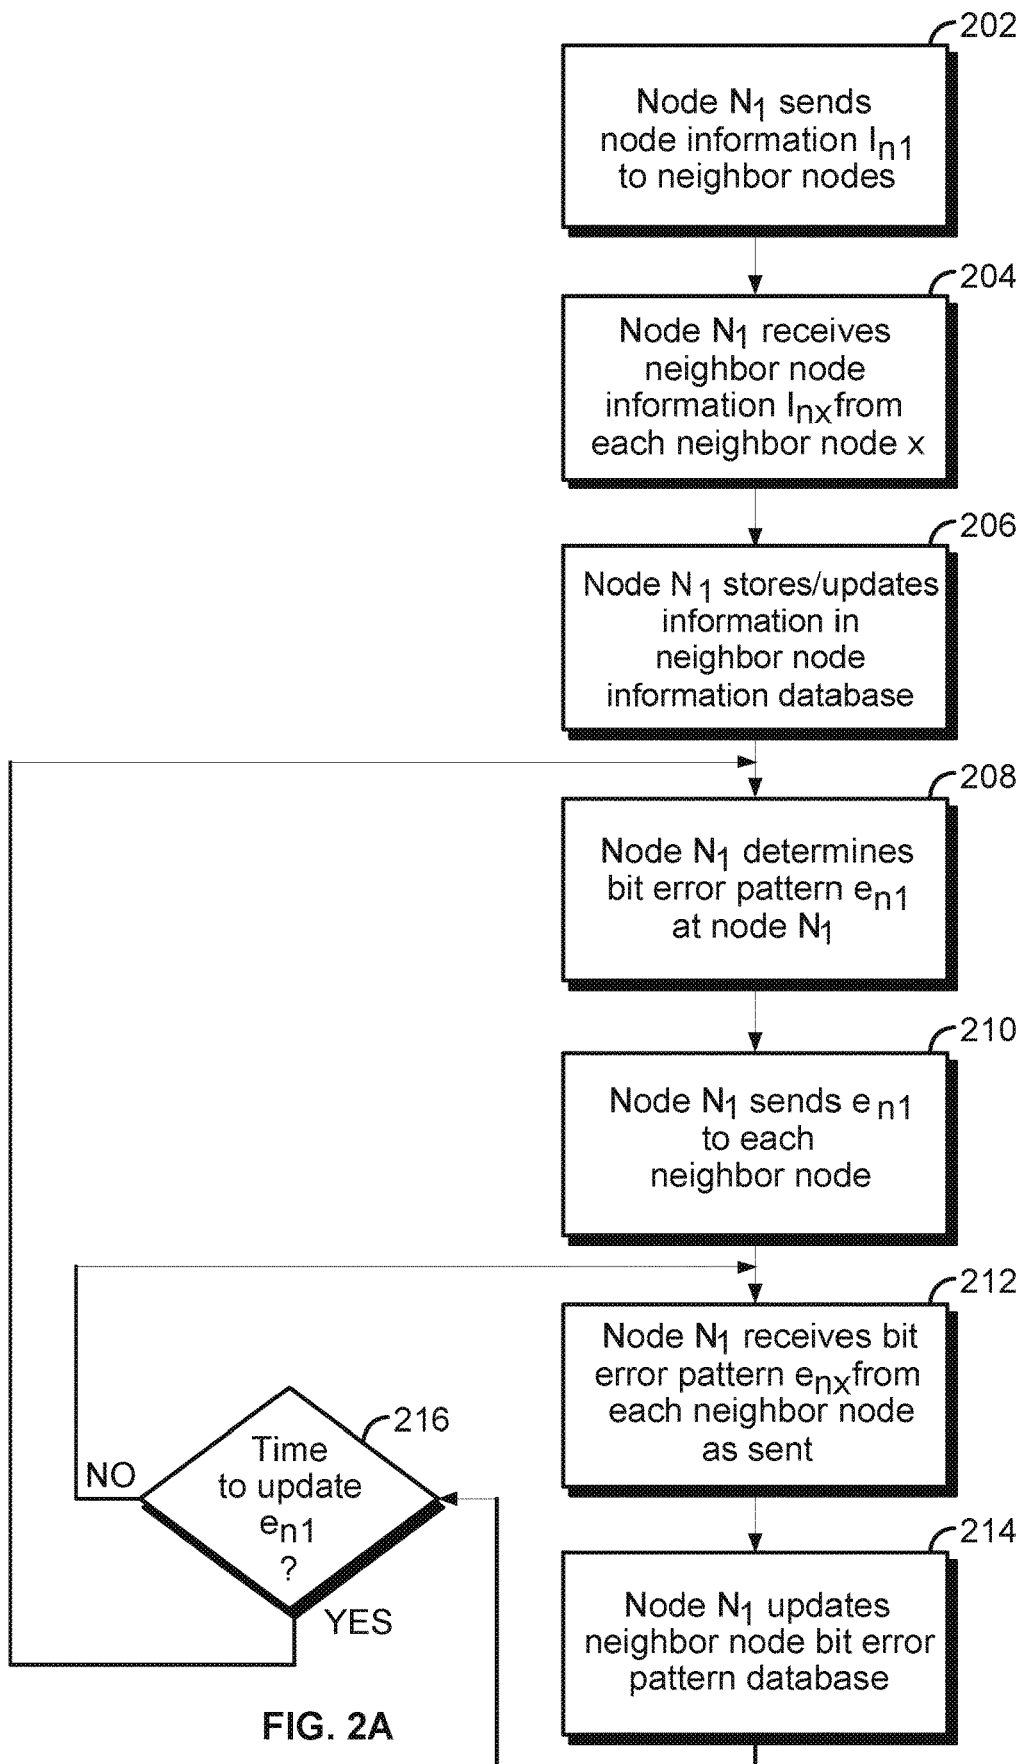 202
Node N1 sends
node information In1
to neighbor nodes
204
Node N1 receives
neighbor node
information Inx from
each neighbor node x
206
Node N1 stores/updates
information in
neighbor node
information database
208
Node N1 determines
bit error pattern en1
at node N1
210
Node N1 sends en1
to each
neighbor node
212
Node N1 receives bit
error pattern enx from
each neighbor node
as sent
216
Time
to update
en1
?
NO
YES
214
Node N1 updates
neighbor node bit error
pattern database
FIG. 2A